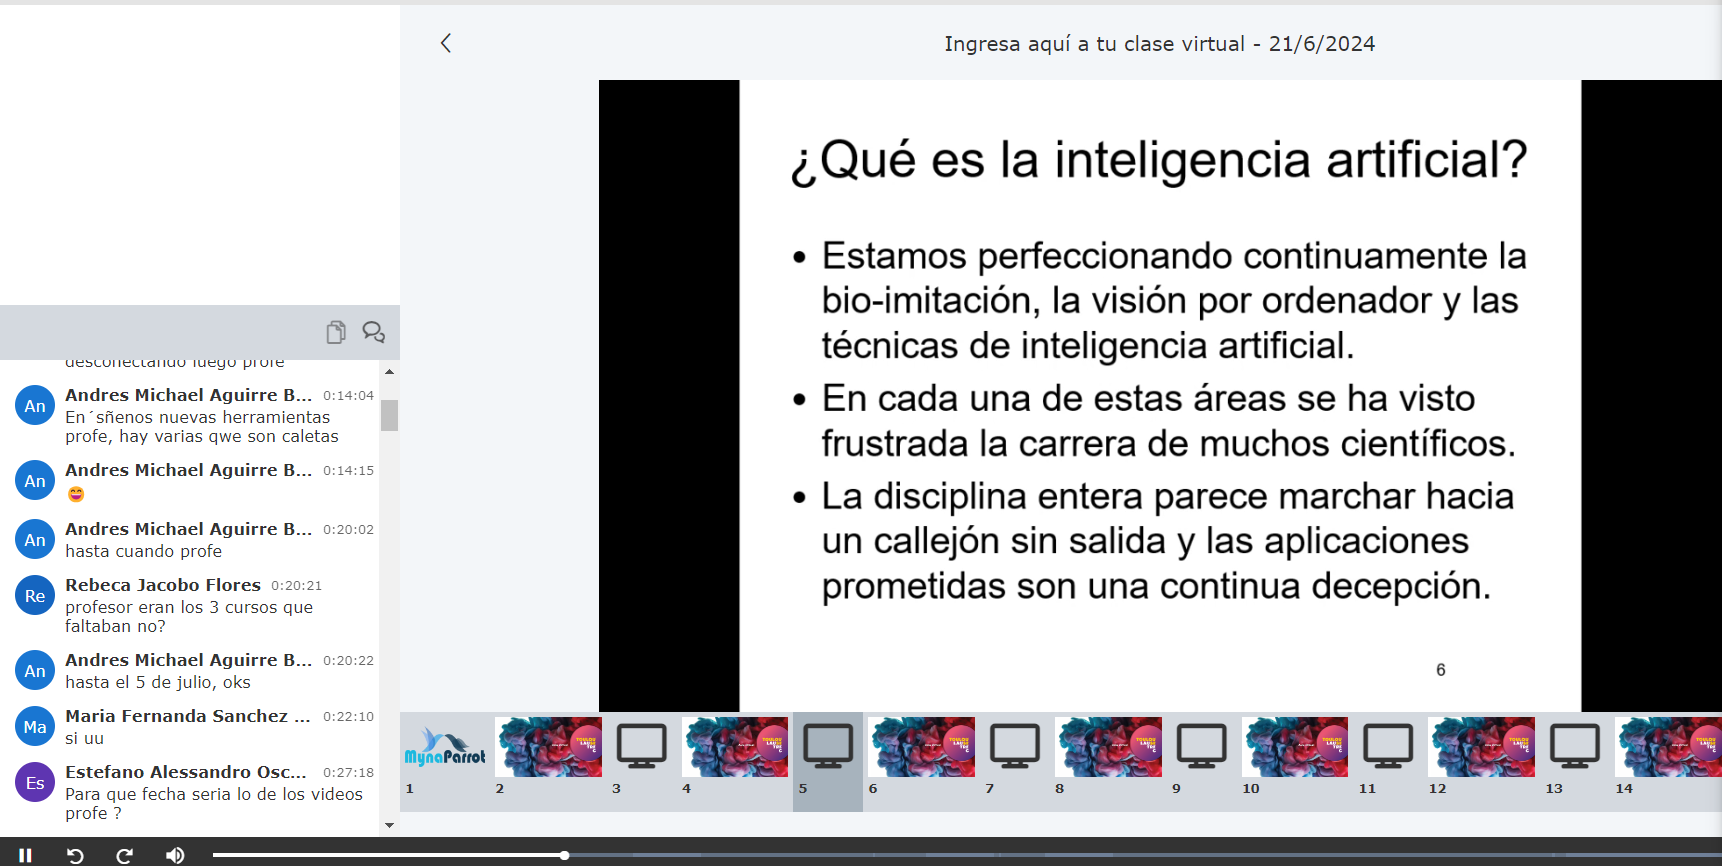 Ingresa aquí a tu clase virtual - 21/6/2024
desconectando luego profe
An
Andres Michael Aguirre B... 0:14:04
En´sñenos nuevas herramientas
profe, hay varias qwe son caletas
An
Andres Michael Aguirre B... 0:14:15
An
Andres Michael Aguirre B... 0:20:02
hasta cuando profe
Re
Rebeca Jacobo Flores 0:20:21
profesor eran los 3 cursos que
faltaban no?
An
Andres Michael Aguirre B... 0:20:22
hasta el 5 de julio, oks
Ma
Maria Fernanda Sanchez ... 0:22:10
si uu
Es
Estefano Alessandro Osc... 0:27:18
Para que fecha seria lo de los videos
profe ?
¿Qué es la inteligencia artificial?
• Estamos perfeccionando continuamente la
bio-imitación, la visión por ordenador y las
técnicas de inteligencia artificial.
• En cada una de estas áreas se ha visto
frustrada la carrera de muchos científicos.
• La disciplina entera parece marchar hacia
un callejón sin salida y las aplicaciones
prometidas son una continua decepción.
6
MynaParrot
1 2 3 4 5 6 7 8 9 10 11 12 13 14